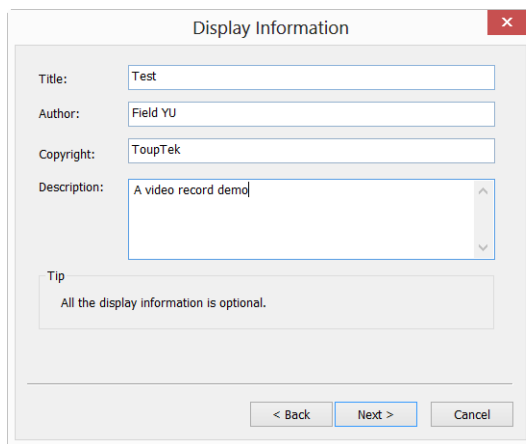 Display Information
Title: Test
Author: Field YU
Copyright: ToupTek
Description: A video record demo
Tip
All the display information is optional.
< Back Next > Cancel